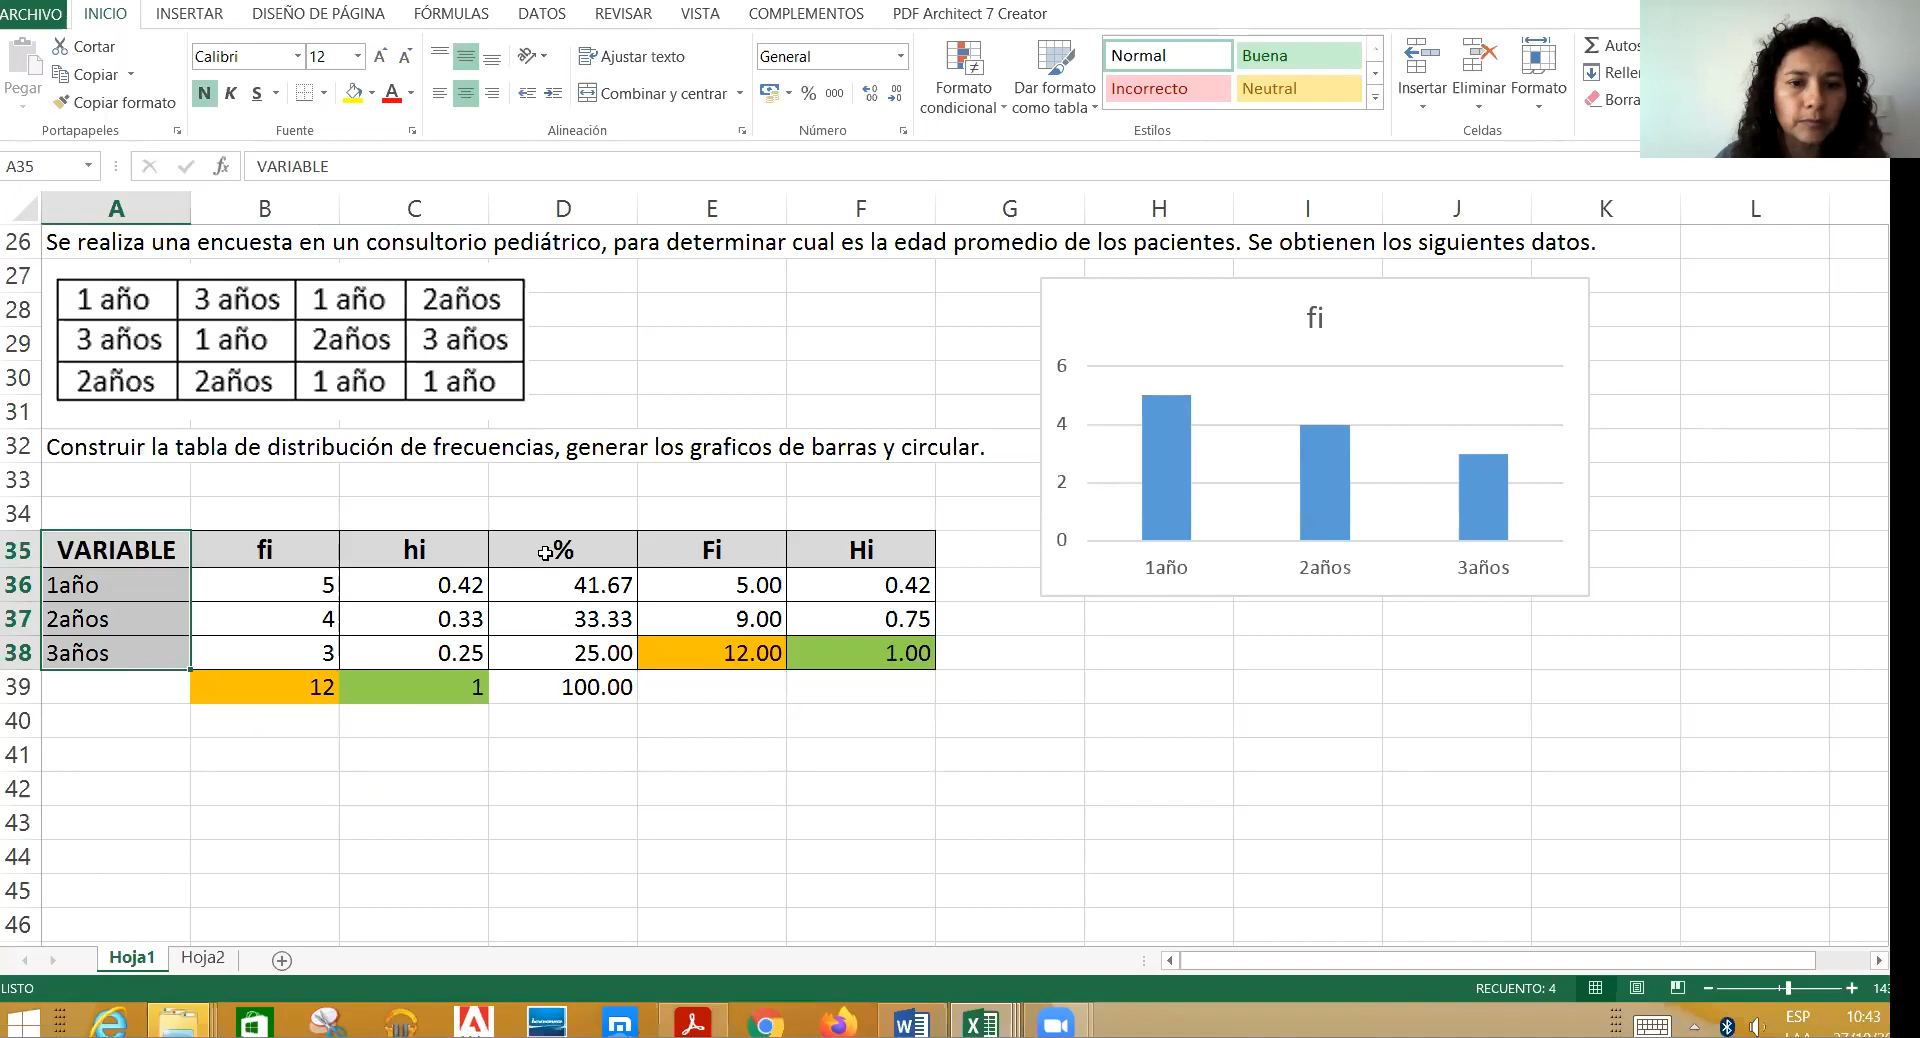 ARCHIVO INICIO INSERTAR DISEÑO DE PÁGINA FÓRMULAS DATOS REVISAR VISTA COMPLEMENTOS PDF Architect 7 Creator
Pegar
Cortar
Copiar
Copiar formato
Portapapeles
Calibri 12
N K S
Fuente
Ajustar texto
Combinar y centrar
Alineación
General
% 000
Número
Formato condicional
Dar formato como tabla
Normal Buena
Incorrecto Neutral
Estilos
Insertar Eliminar Formato
Celdas
A35 fx VARIABLE
A B C D E F G H I J K L
26 Se realiza una encuesta en un consultorio pediátrico, para determinar cual es la edad promedio de los pacientes. Se obtienen los siguientes datos.
27
28 1 año 3 años 1 año 2años
29 3 años 1 año 2años 3 años
30 2años 2años 1 año 1 año
31
32 Construir la tabla de distribución de frecuencias, generar los graficos de barras y circular.
33
34
35 VARIABLE fi hi % Fi Hi
36 1año 5 0.42 41.67 5.00 0.42
37 2años 4 0.33 33.33 9.00 0.75
38 3años 3 0.25 25.00 12.00 1.00
39 12 1 100.00
40
41
42
43
44
45
46
fi
6
4
2
0
1año 2años 3años
Hoja1 Hoja2
LISTO RECUENTO: 4
ESP 10:43